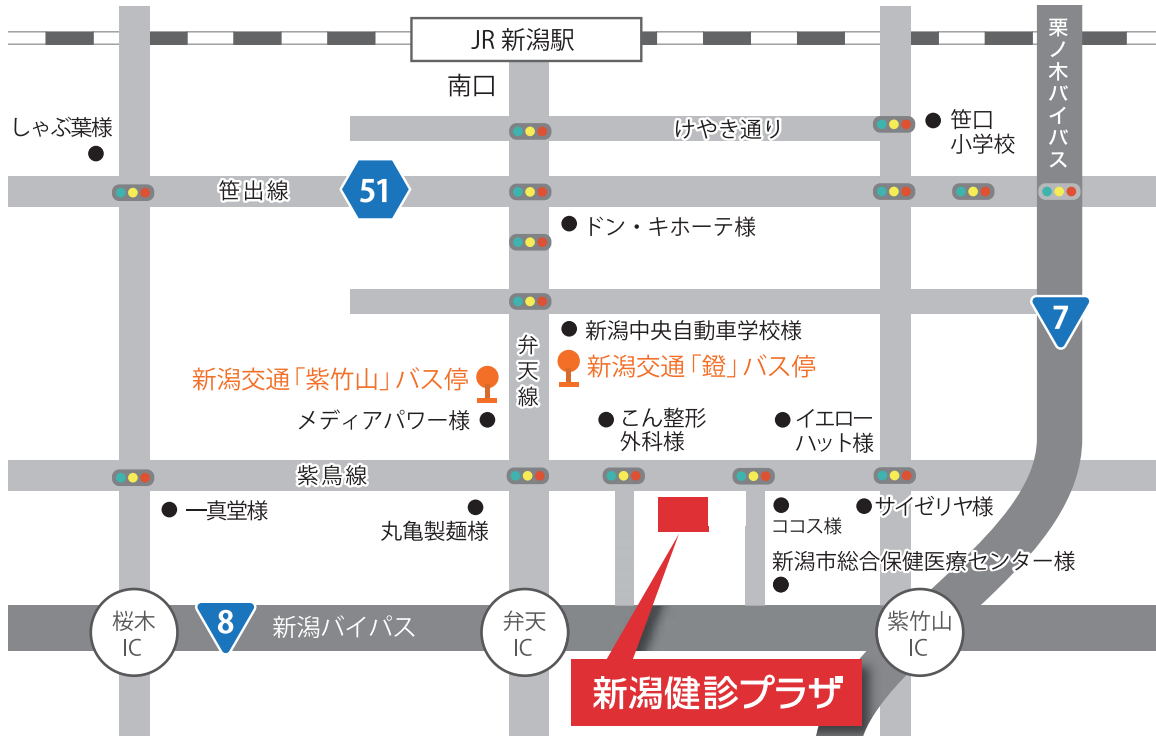 JR 新潟駅
南口
栗ノ木バイパス
しゃぶ葉様
けやき通り
笹口
小学校
笹出線
51
ドン・キホーテ様
7
新潟中央自動車学校様
弁天線
新潟交通「鐙」バス停
新潟交通「紫竹山」バス停
メディアパワー様
こん整形
外科様
イエロー
ハット様
紫鳥線
一真堂様
丸亀製麺様
ココス様
サイゼリヤ様
新潟市総合保健医療センター様
桜木
IC
8
新潟バイパス
弁天
IC
紫竹山
IC
新潟健診プラザ